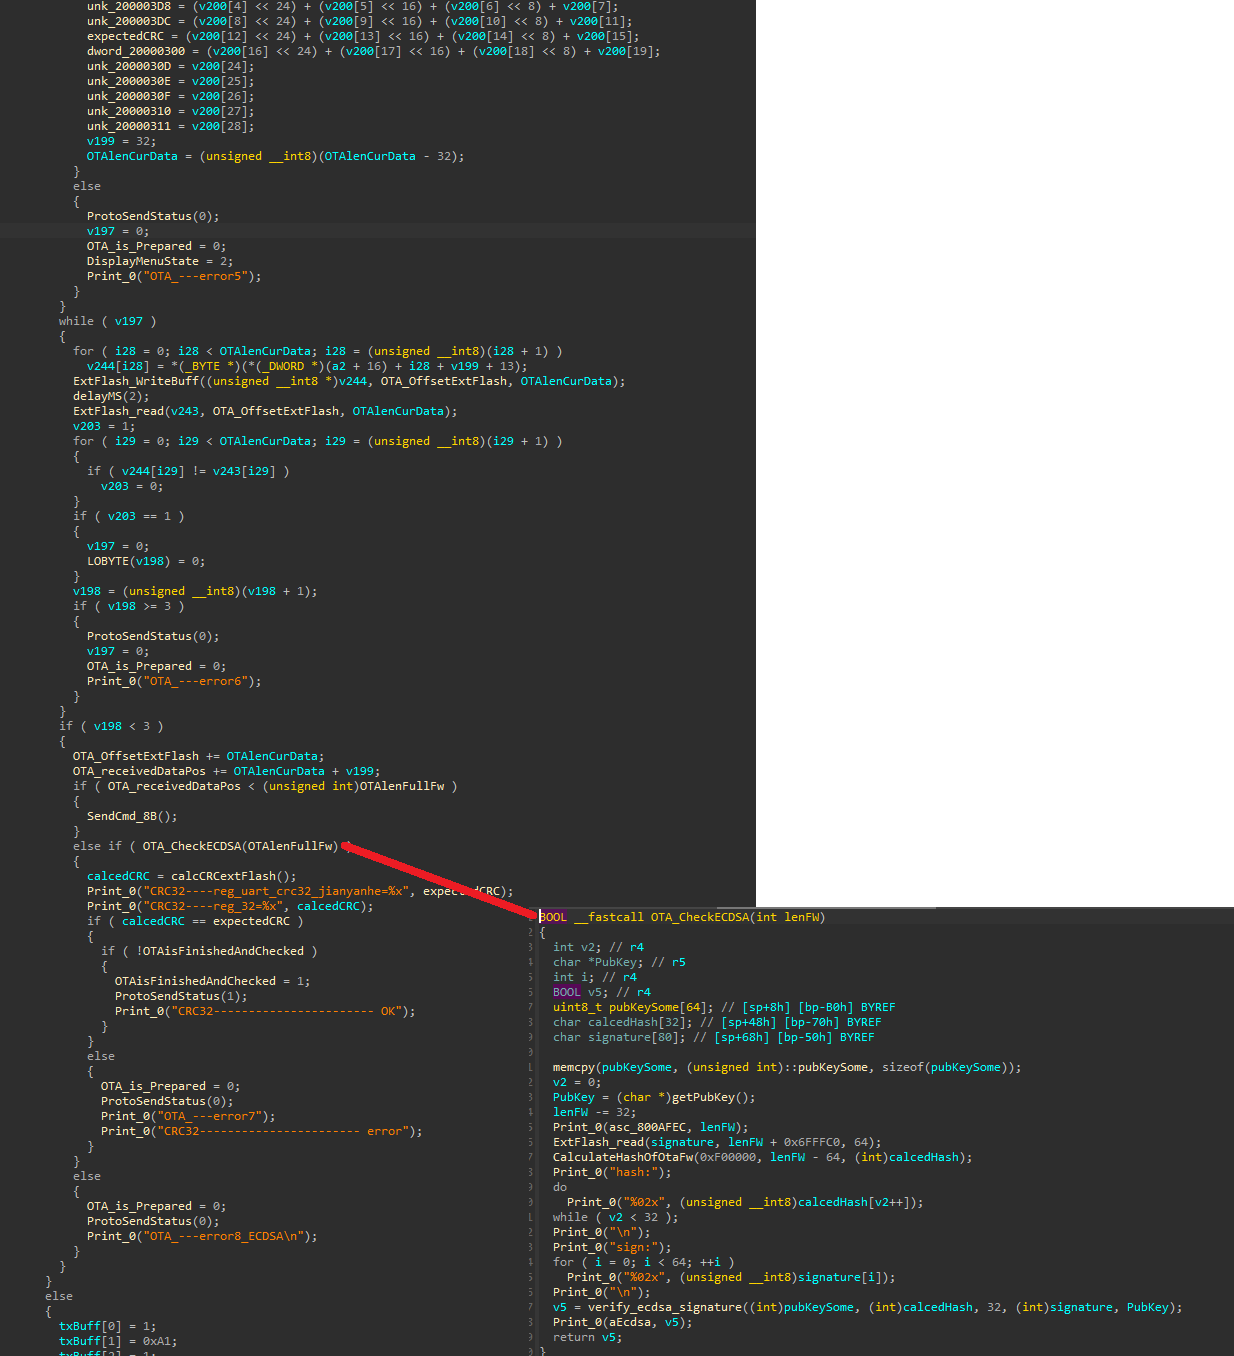 unk_200003D8 = (v200[4] << 24) + (v200[5] << 16) + (v200[6] << 8) + v200[7];
unk_200003DC = (v200[8] << 24) + (v200[9] << 16) + (v200[10] << 8) + v200[11];
expectedCRC = (v200[12] << 24) + (v200[13] << 16) + (v200[14] << 8) + v200[15];
dword_20000300 = (v200[16] << 24) + (v200[17] << 16) + (v200[18] << 8) + v200[19];
unk_2000030D = v200[24];
unk_2000030E = v200[25];
unk_2000030F = v200[26];
unk_20000310 = v200[27];
unk_20000311 = v200[28];
v199 = 32;
OTAlenCurData = (unsigned __int8)(OTAlenCurData - 32);
}
else
{
ProtoSendStatus(0);
v197 = 0;
OTA_is_Prepared = 0;
DisplayMenuState = 2;
Print_0("OTA_---error5");
}
}
while ( v197 )
{
for ( i28 = 0; i28 < OTAlenCurData; i28 = (unsigned __int8)(i28 + 1) )
v244[i28] = *(_BYTE *)(*(_DWORD *)(a2 + 16) + i28 + v199 + 13);
ExtFlash_WriteBuff((unsigned __int8 *)v244, OTA_OffsetExtFlash, OTAlenCurData);
delayMS(2);
ExtFlash_read(v243, OTA_OffsetExtFlash, OTAlenCurData);
v203 = 1;
for ( i29 = 0; i29 < OTAlenCurData; i29 = (unsigned __int8)(i29 + 1) )
{
if ( v244[i29] != v243[i29] )
v203 = 0;
}
if ( v203 == 1 )
{
v197 = 0;
LOBYTE(v198) = 0;
}
v198 = (unsigned __int8)(v198 + 1);
if ( v198 >= 3 )
{
ProtoSendStatus(0);
v197 = 0;
OTA_is_Prepared = 0;
Print_0("OTA_---error6");
}
}
if ( v198 < 3 )
{
OTA_OffsetExtFlash += OTAlenCurData;
OTA_receivedDataPos += OTAlenCurData + v199;
if ( OTA_receivedDataPos < (unsigned int)OTAlenFullFw )
{
SendCmd_8B();
}
else if ( OTA_CheckECDSA(OTAlenFullFw) )
{
calcedCRC = calcCRCextFlash();
Print_0("CRC32----reg_uart_crc32_jianyanhe=%x", expectedCRC);
Print_0("CRC32----reg_32=%x", calcedCRC);
if ( calcedCRC == expectedCRC )
{
if ( !OTAisFinishedAndChecked )
{
OTAisFinishedAndChecked = 1;
ProtoSendStatus(1);
Print_0("CRC32----------------------- OK");
}
}
else
{
OTA_is_Prepared = 0;
ProtoSendStatus(0);
Print_0("OTA_---error7");
Print_0("CRC32----------------------- error");
}
}
else
{
OTA_is_Prepared = 0;
ProtoSendStatus(0);
Print_0("OTA_---error8_ECDSA\n");
}
}
}
else
{
txBuff[0] = 1;
txBuff[1] = 0xA1;
txBuff[2] = 1;
BOOL __fastcall OTA_CheckECDSA(int lenFW)
{
int v2; // r4
char *PubKey; // r5
int i; // r4
BOOL v5; // r4
uint8_t pubKeySome[64]; // [sp+8h] [bp-B0h] BYREF
char calcedHash[32]; // [sp+48h] [bp-70h] BYREF
char signature[80]; // [sp+68h] [bp-50h] BYREF
memcpy(pubKeySome, (unsigned int)::pubKeySome, sizeof(pubKeySome));
v2 = 0;
PubKey = (char *)getPubKey();
lenFW -= 32;
Print_0(asc_800AFEC, lenFW);
ExtFlash_read(signature, lenFW + 0x6FFFC0, 64);
CalculateHashOfOtaFw(0xF00000, lenFW - 64, (int)calcedHash);
Print_0("hash:");
do
Print_0("%02x", (unsigned __int8)calcedHash[v2++]);
while ( v2 < 32 );
Print_0("\n");
Print_0("sign:");
for ( i = 0; i < 64; ++i )
Print_0("%02x", (unsigned __int8)signature[i]);
Print_0("\n");
v5 = verify_ecdsa_signature((int)pubKeySome, (int)calcedHash, 32, (int)signature, PubKey);
Print_0(aEcdsa, v5);
return v5;
}